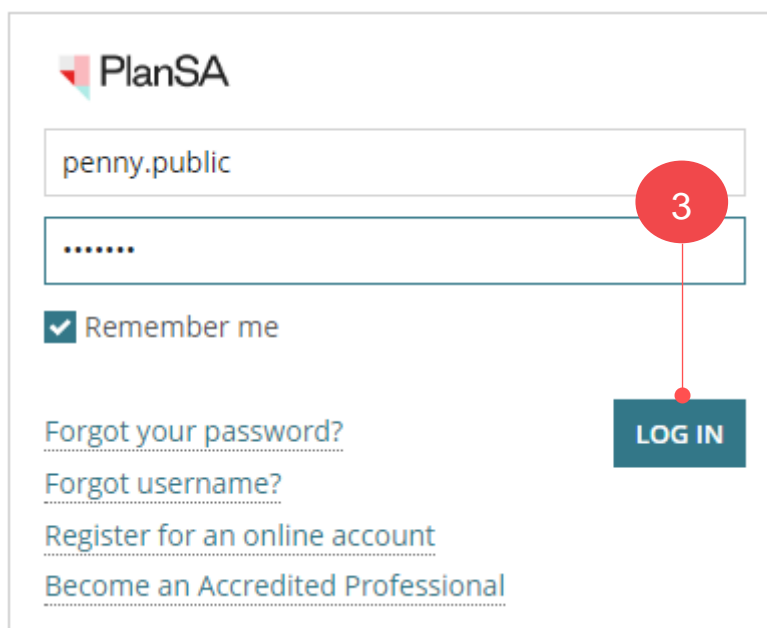 PlanSA
penny.public
3
•••••••
Remember me
Forgot your password?
LOG IN
Forgot username?
Register for an online account
Become an Accredited Professional